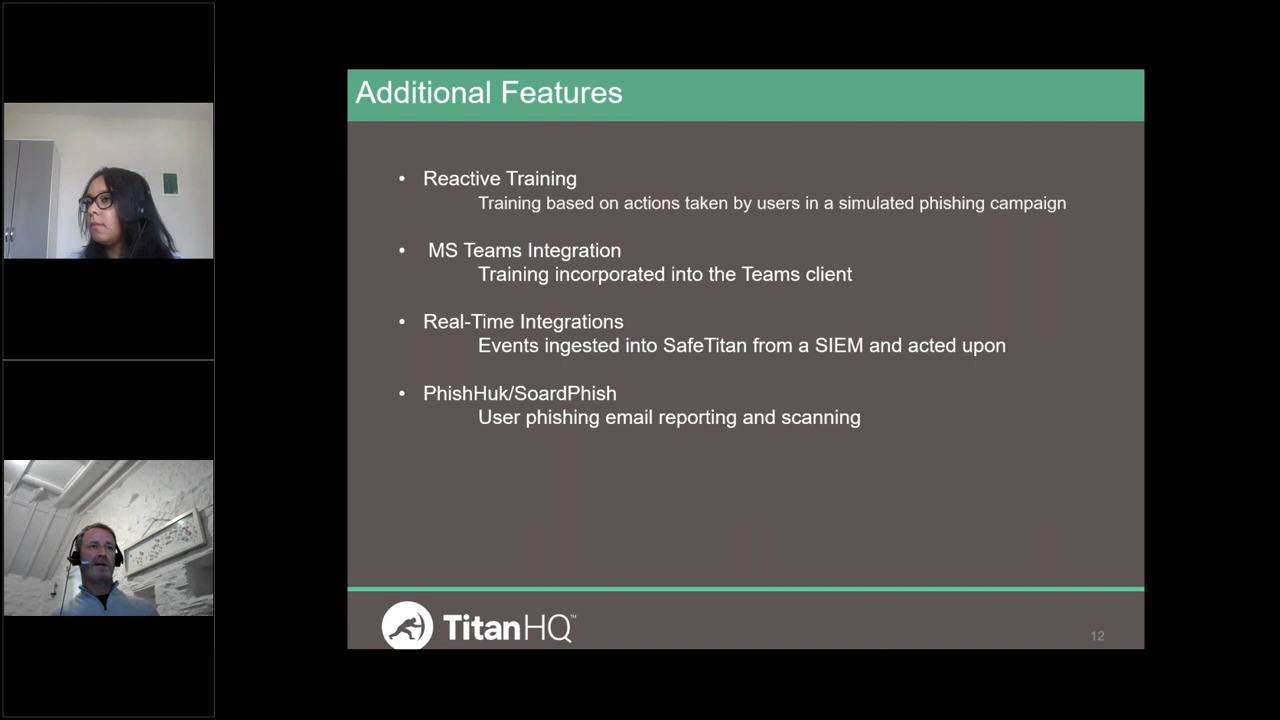 Additional Features
• Reactive Training
Training based on actions taken by users in a simulated phishing campaign
• MS Teams Integration
Training incorporated into the Teams client
• Real-Time Integrations
Events ingested into SafeTitan from a SIEM and acted upon
• PhishHuk/SoardPhish
User phishing email reporting and scanning
TitanHQ™
12